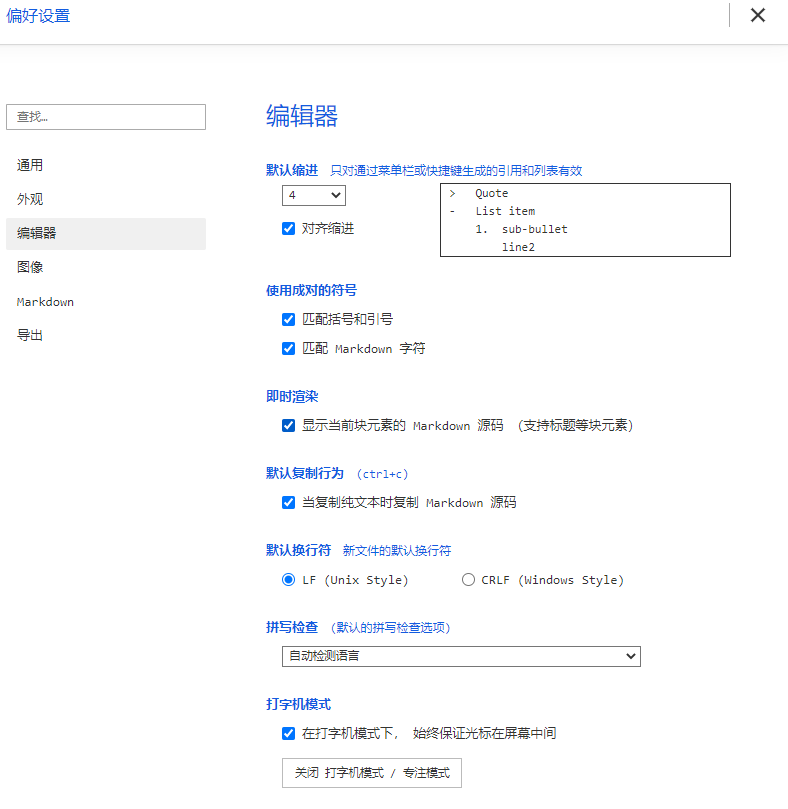 偏好设置
查找…
通用
外观
编辑器
图像
Markdown
导出
编辑器
默认缩进 只对通过菜单栏或快捷键生成的引用和列表有效
4
对齐缩进
> Quote
- List item
1. sub-bullet
line2
使用成对的符号
匹配括号和引号
匹配 Markdown 字符
即时渲染
显示当前块元素的 Markdown 源码 (支持标题等块元素)
默认复制行为 (ctrl+c)
当复制纯文本时复制 Markdown 源码
默认换行符 新文件的默认换行符
LF (Unix Style) CRLF (Windows Style)
拼写检查 (默认的拼写检查选项)
自动检测语言
打字机模式
在打字机模式下， 始终保证光标在屏幕中间
关闭 打字机模式 / 专注模式